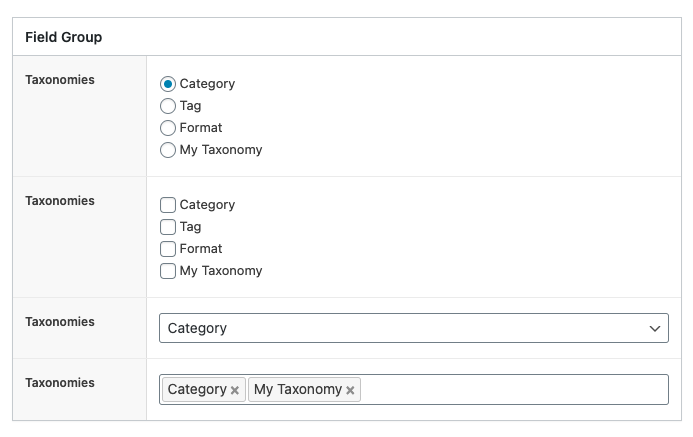 Field Group
Taxonomies
Category
Tag
Format
My Taxonomy
Taxonomies
Category
Tag
Format
My Taxonomy
Taxonomies
Category
Taxonomies
Category × My Taxonomy ×